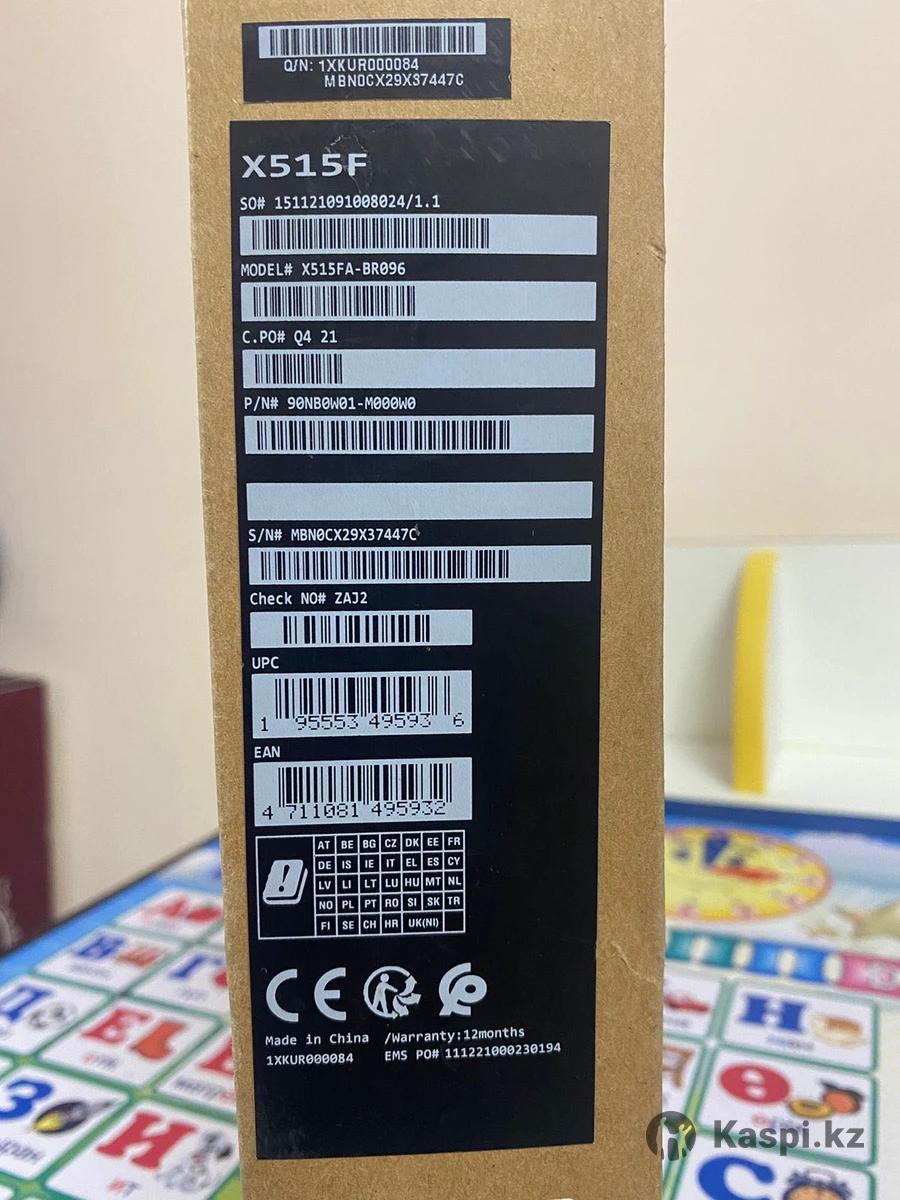 Q/N: 1XKUR000084
MBN0CX29X37447C
X515F
SO# 151121091008024/1.1
MODEL# X515FA-BR096
C.PO# Q4 21
P/N# 90NB0W01-M000W0
S/N# MBN0CX29X37447C
Check NO# ZAJ2
UPC
1 95553 49593 6
EAN
4 711081 495932
AT BE BG CZ DK EE FR
DE IS IE IT EL ES CY
LV LI LT LU HU MT NL
NO PL PT RO SI SK TR
FI SE CH HR UK(NI)
CE
Made in China /Warranty:12months
1XKUR000084 EMS PO# 111221000230194
Kaspi.kz